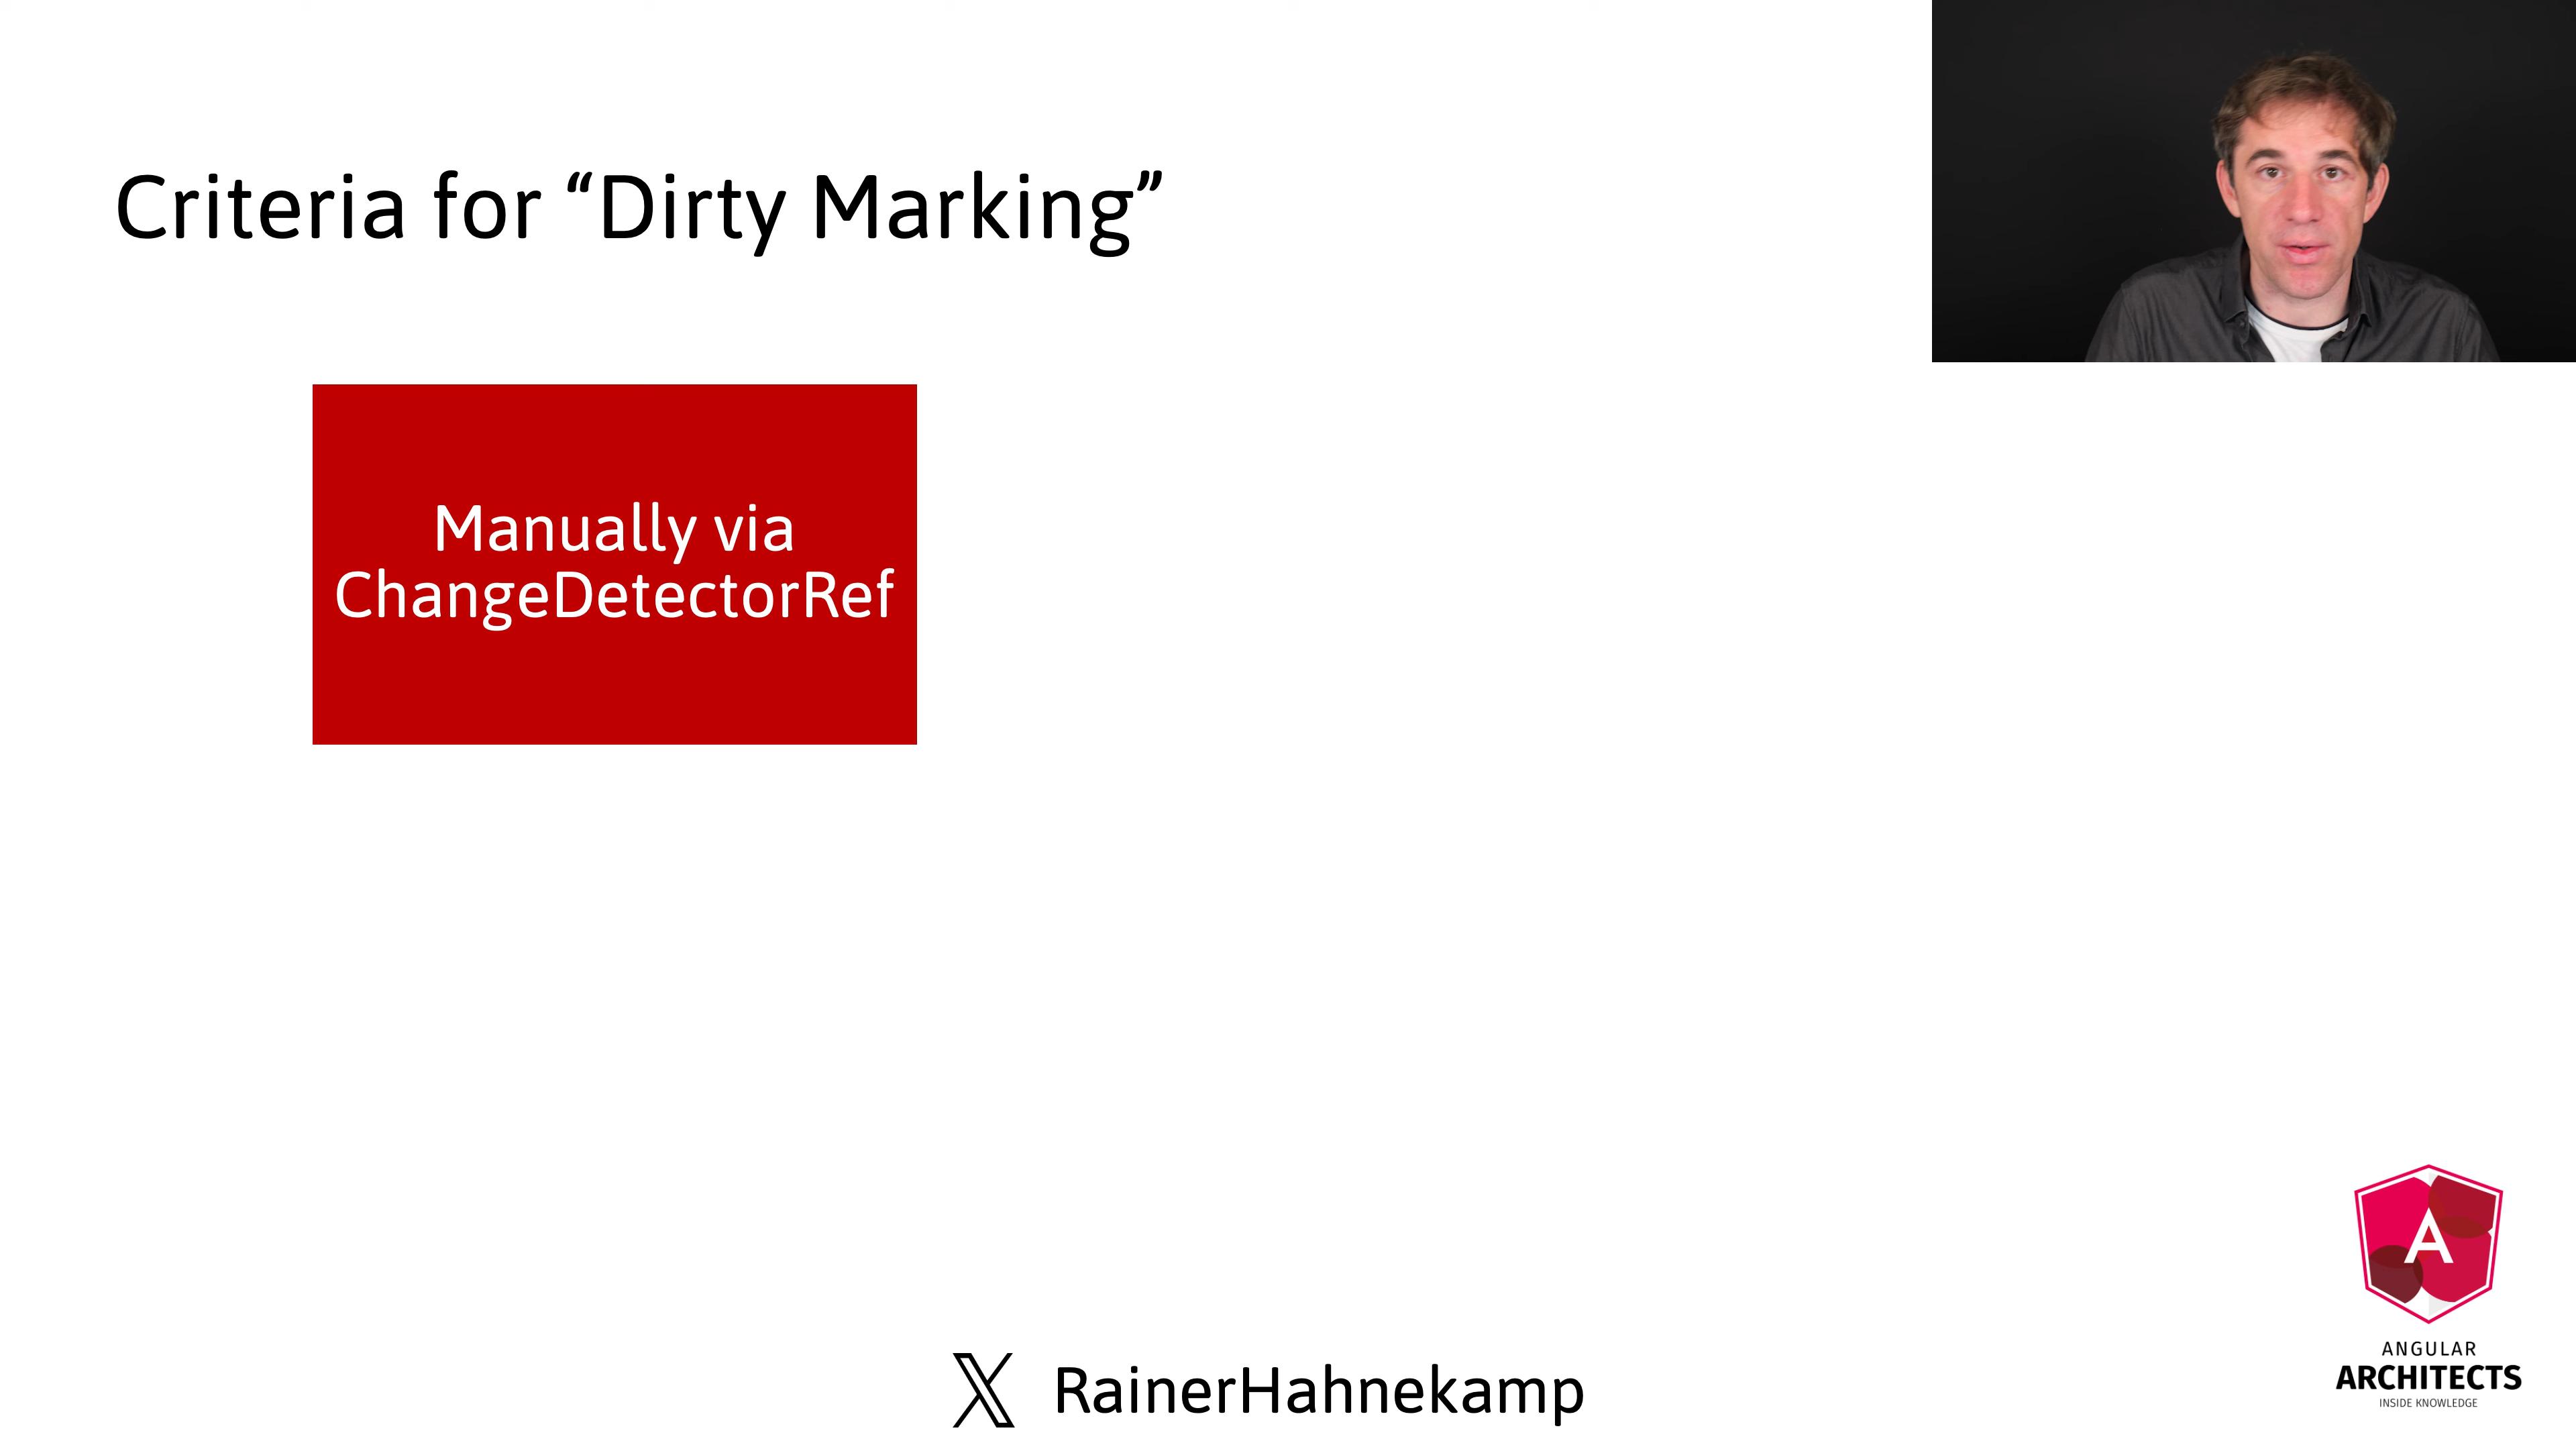 Criteria for “Dirty Marking”
Manually via
ChangeDetectorRef
A
ANGULAR
ARCHITECTS
INSIDE KNOWLEDGE
X RainerHahnekamp